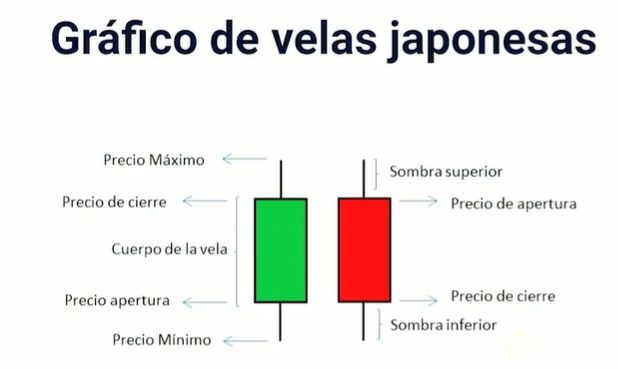 Gráfico de velas japonesas
Precio Máximo
Precio de cierre
Cuerpo de la vela
Precio apertura
Precio Mínimo
Sombra superior
Precio de apertura
Precio de cierre
Sombra inferior